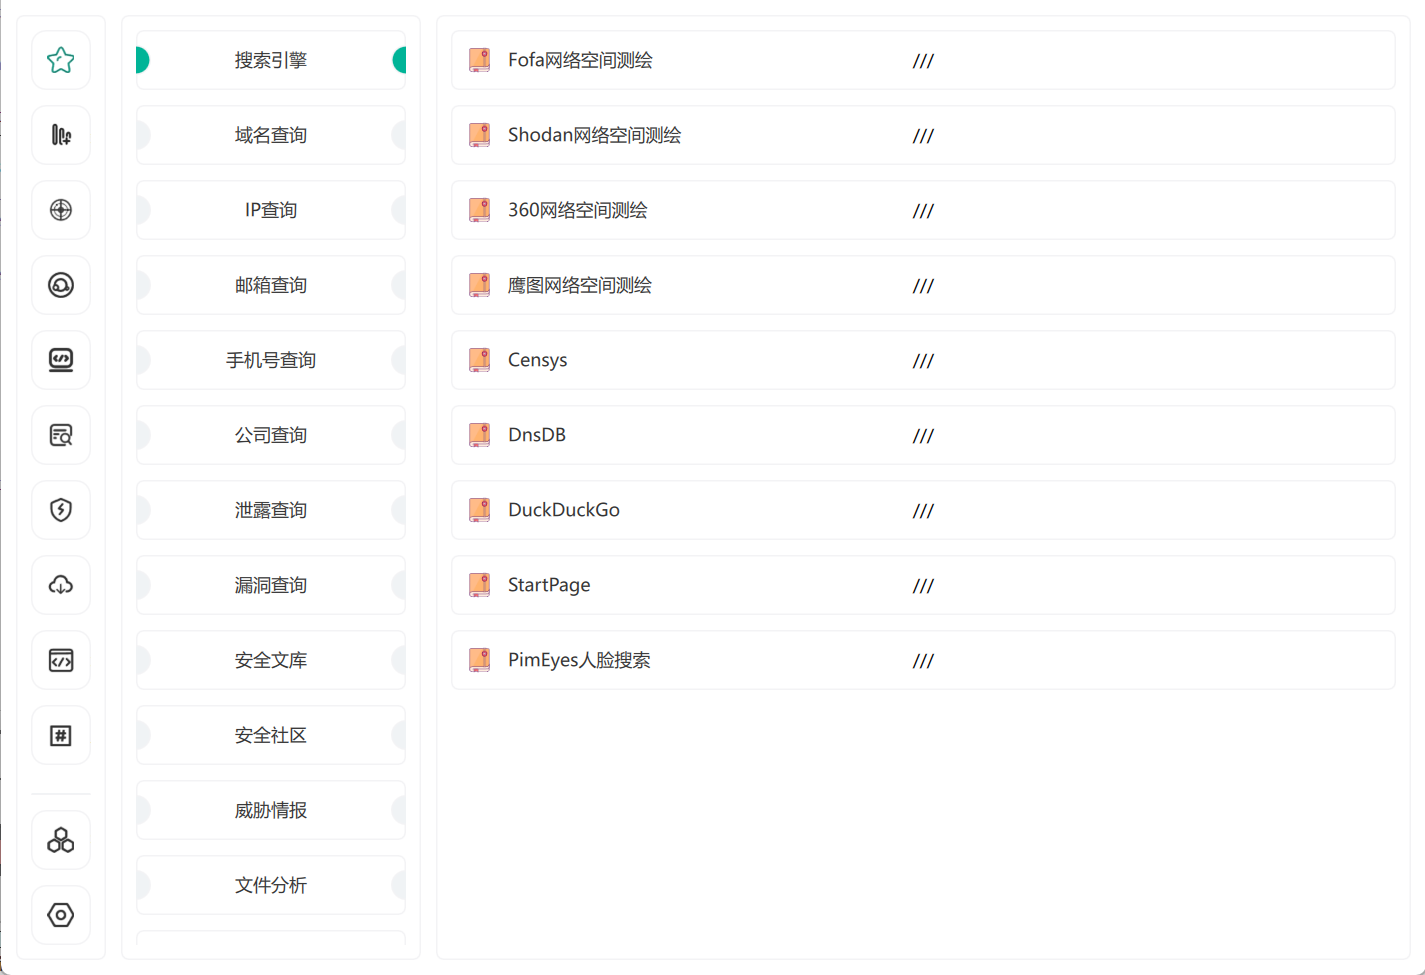 搜索引擎
域名查询
IP查询
邮箱查询
手机号查询
公司查询
泄露查询
漏洞查询
安全文库
安全社区
威胁情报
文件分析
Fofa网络空间测绘 ///
Shodan网络空间测绘 ///
360网络空间测绘 ///
鹰图网络空间测绘 ///
Censys ///
DnsDB ///
DuckDuckGo ///
StartPage ///
PimEyes人脸搜索 ///